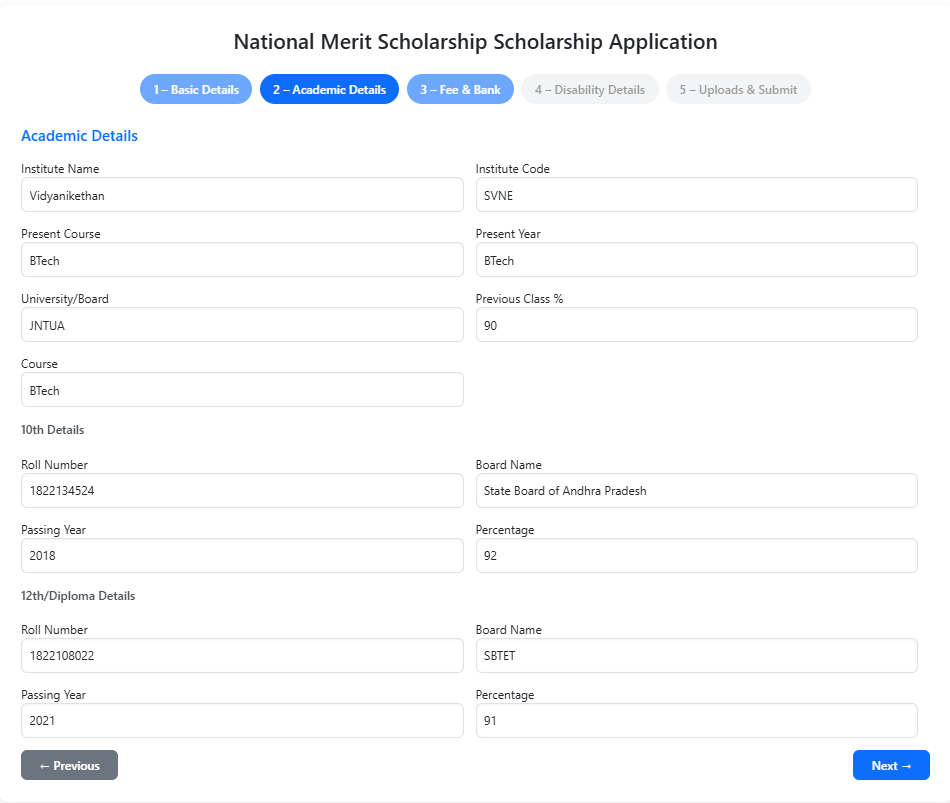 National Merit Scholarship Scholarship Application
1 – Basic Details 2 – Academic Details 3 – Fee & Bank 4 – Disability Details 5 – Uploads & Submit
Academic Details
Institute Name Institute Code
Vidyanikethan SVNE
Present Course Present Year
BTech BTech
University/Board Previous Class %
JNTUA 90
Course
BTech
10th Details
Roll Number Board Name
1822134524 State Board of Andhra Pradesh
Passing Year Percentage
2018 92
12th/Diploma Details
Roll Number Board Name
1822108022 SBTET
Passing Year Percentage
2021 91
← Previous Next →